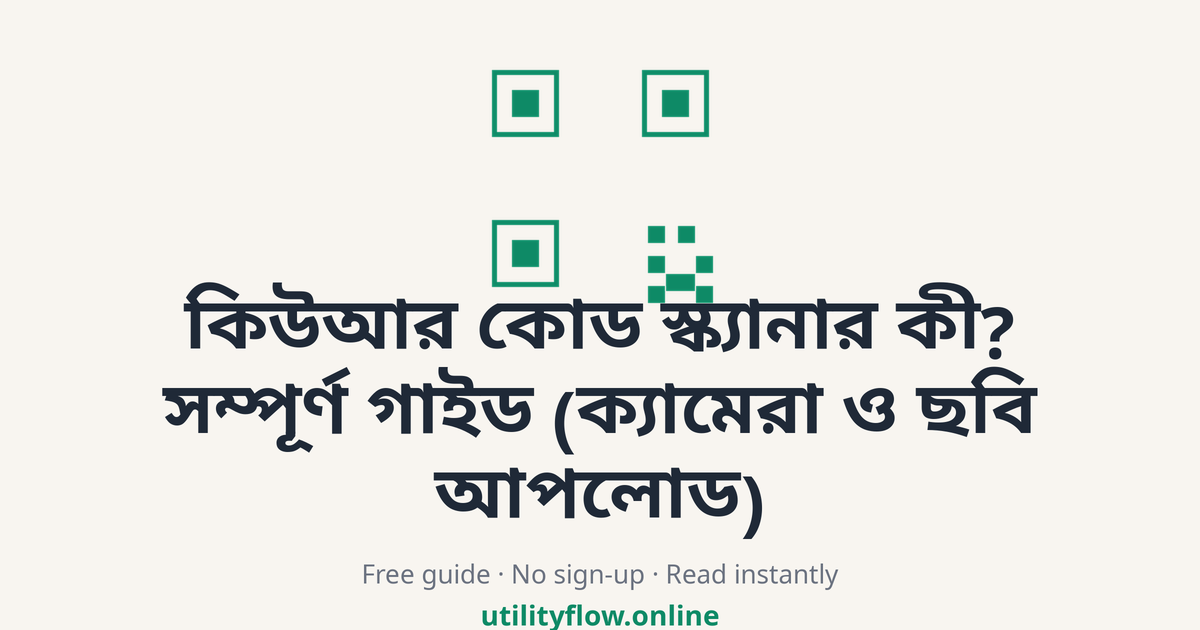 কিউআর কোড স্ক্যানার কী?
সম্পূর্ণ গাইড (ক্যামেরা ও ছবি
আপলোড)
Free guide · No sign-up · Read instantly
utilityflow.online